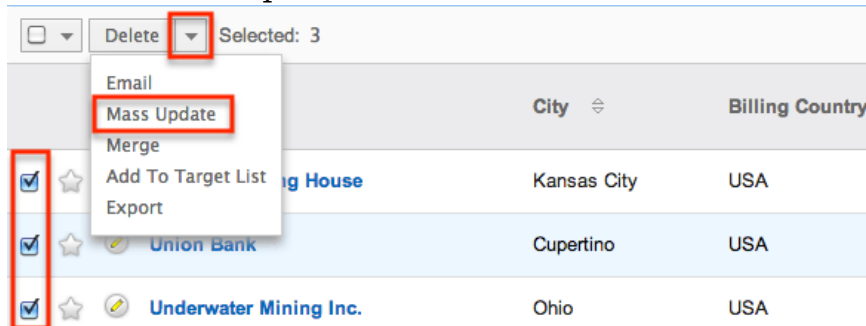 Delete Selected: 3
Email
Mass Update
Merge
Add To Target List
Export
City Billing Country
ng House Kansas City USA
Union Bank Cupertino USA
Underwater Mining Inc. Ohio USA